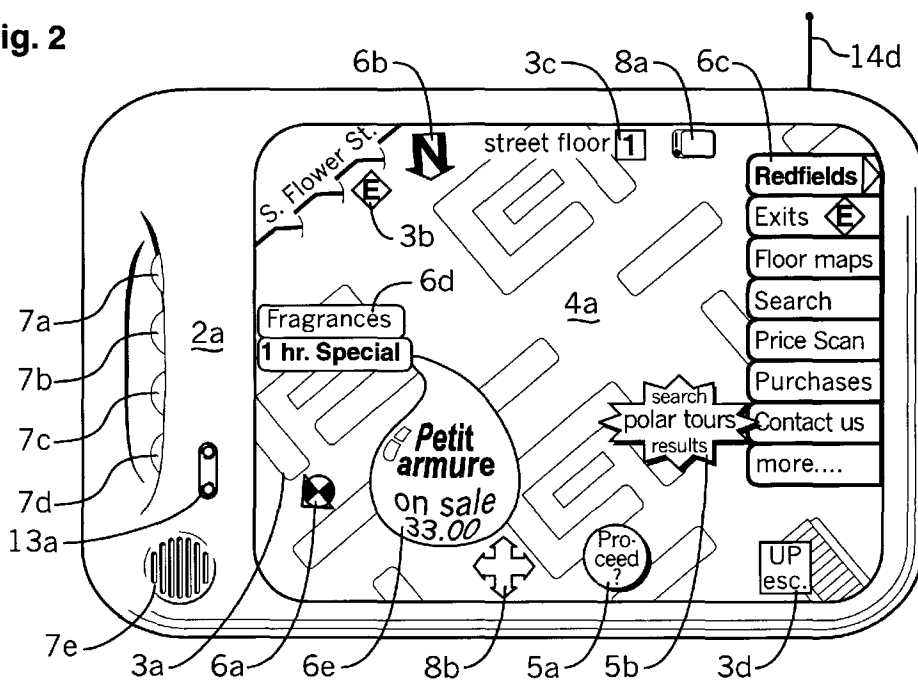 ig. 2
6b
3c
8a
6c
14d
S. Flower St.
N
street floor 1
Redfields
E
Exits E
3b
Floor maps
6d
4a
Search
Fragrances
7a
2a
1 hr. Special
Price Scan
7b
Purchases
search
polar tours
results
Contact us
7c
Petit
armure
on sale
33.00
more....
7d
13a
Pro-
ceed
?
UP
esc.
7e
3a
6a
6e
8b
5a
5b
3d